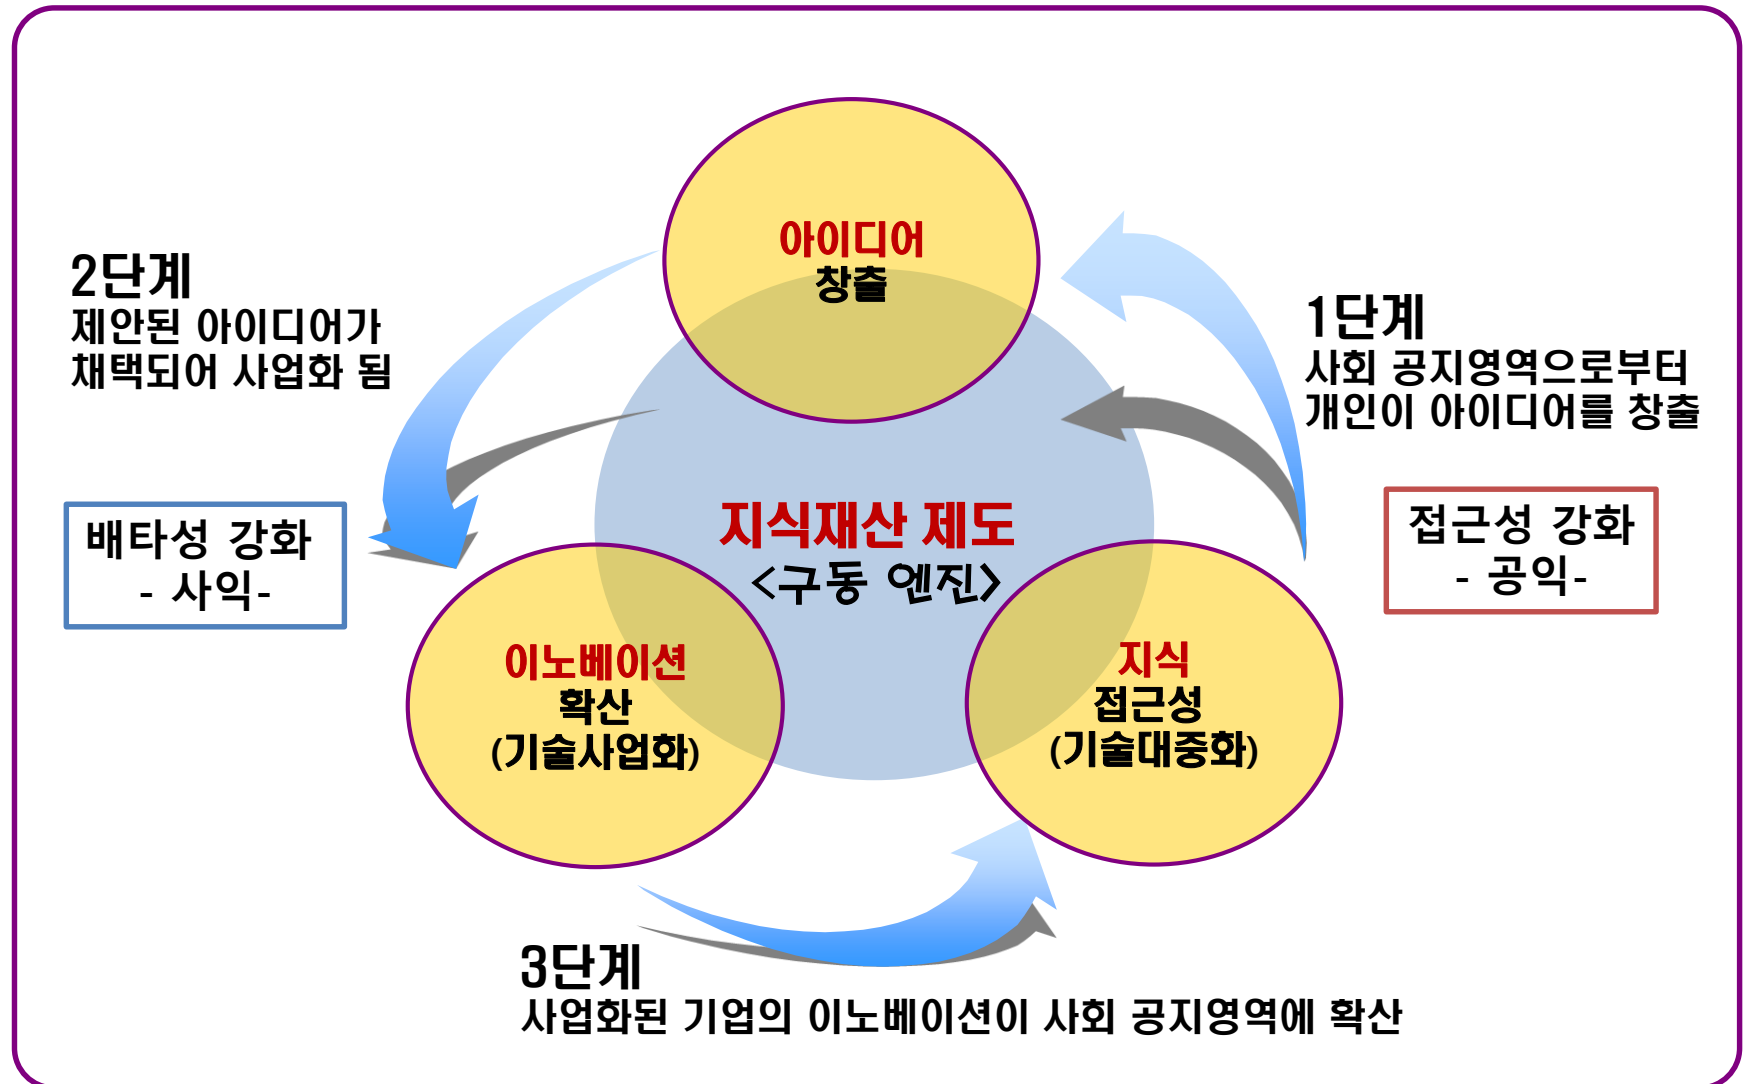 아이디어
창출
2단계
제안된 아이디어가
채택되어 사업화 됨
1단계
사회 공지영역으로부터
개인이 아이디어를 창출
배타성 강화
- 사익-
지식재산 제도
<구동 엔진>
접근성 강화
- 공익-
이노베이션
확산
(기술사업화)
지식
접근성
(기술대중화)
3단계
사업화된 기업의 이노베이션이 사회 공지영역에 확산